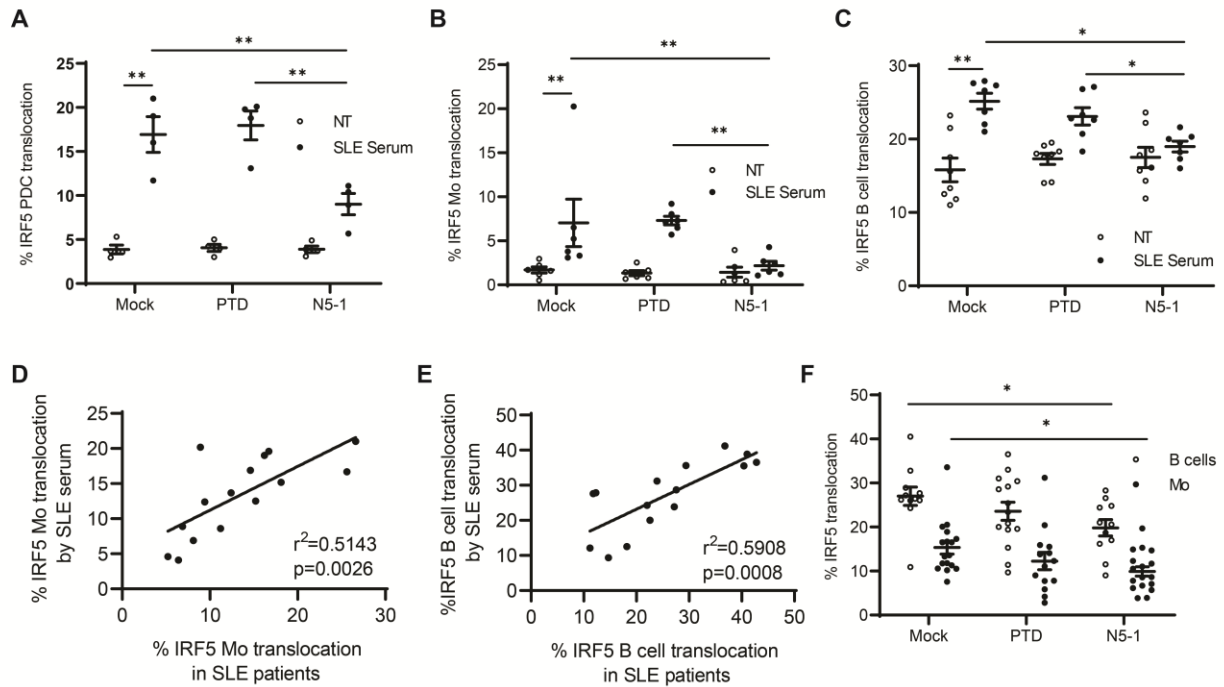 A
% IRF5 PDC translocation
25
20
15
10
5
0
**
**
**
NT
SLE Serum
Mock
PTD
N5-1
B
% IRF5 Mo translocation
25
20
15
10
5
0
**
**
**
NT
SLE Serum
Mock
PTD
N5-1
C
% IRF5 B cell translocation
30
20
10
0
*
**
*
NT
SLE Serum
Mock
PTD
N5-1
D
% IRF5 Mo translocation
by SLE serum
25
20
15
10
5
0
r²=0.5143
p=0.0026
0
10
20
30
% IRF5 Mo translocation
in SLE patients
E
%IRF5 B cell translocation
by SLE serum
50
40
30
20
10
0
r²=0.5908
p=0.0008
0
10
20
30
40
50
% IRF5 B cell translocation
in SLE patients
F
% IRF5 translocation
50
40
30
20
10
0
*
*
B cells
Mo
Mock
PTD
N5-1